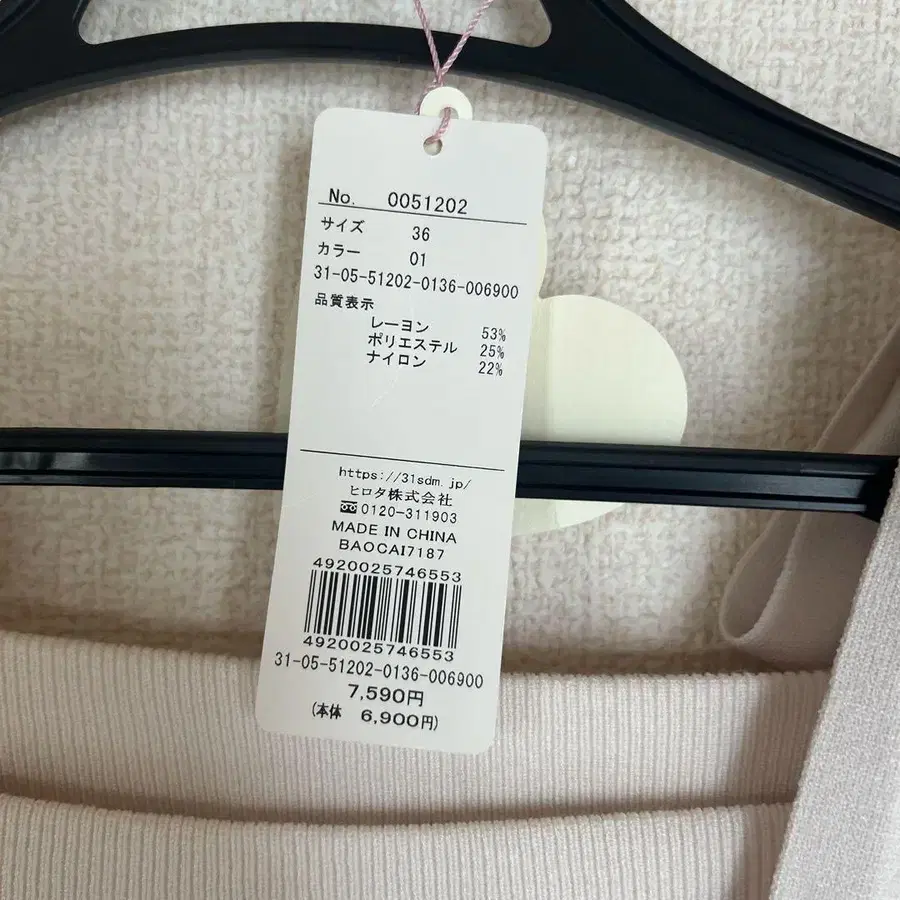 No. 0051202
サイズ 36
カラー 01
31-05-51202-0136-006900
品質表示
レーヨン 53%
ポリエステル 25%
ナイロン 22%
https://31sdm.jp/
ヒロタ株式会社
0120-311903
MADE IN CHINA
BAOCAI7187
4920025746553
4920025746553
31-05-51202-0136-006900
7,590円
(本体 6,900円)